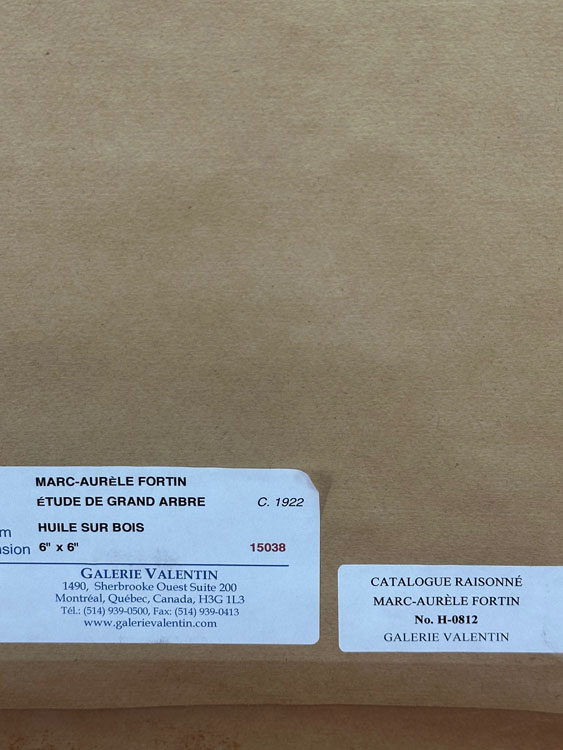 MARC-AURÈLE FORTIN
ÉTUDE DE GRAND ARBRE C. 1922
HUILE SUR BOIS
6" x 6" 15038
GALERIE VALENTIN
1490, Sherbrooke Ouest Suite 200
Montréal, Québec, Canada, H3G 1L3
Tél.: (514) 939-0500, Fax: (514) 939-0413
www.galerievalentin.com
CATALOGUE RAISONNÉ
MARC-AURÈLE FORTIN
No. H-0812
GALERIE VALENTIN